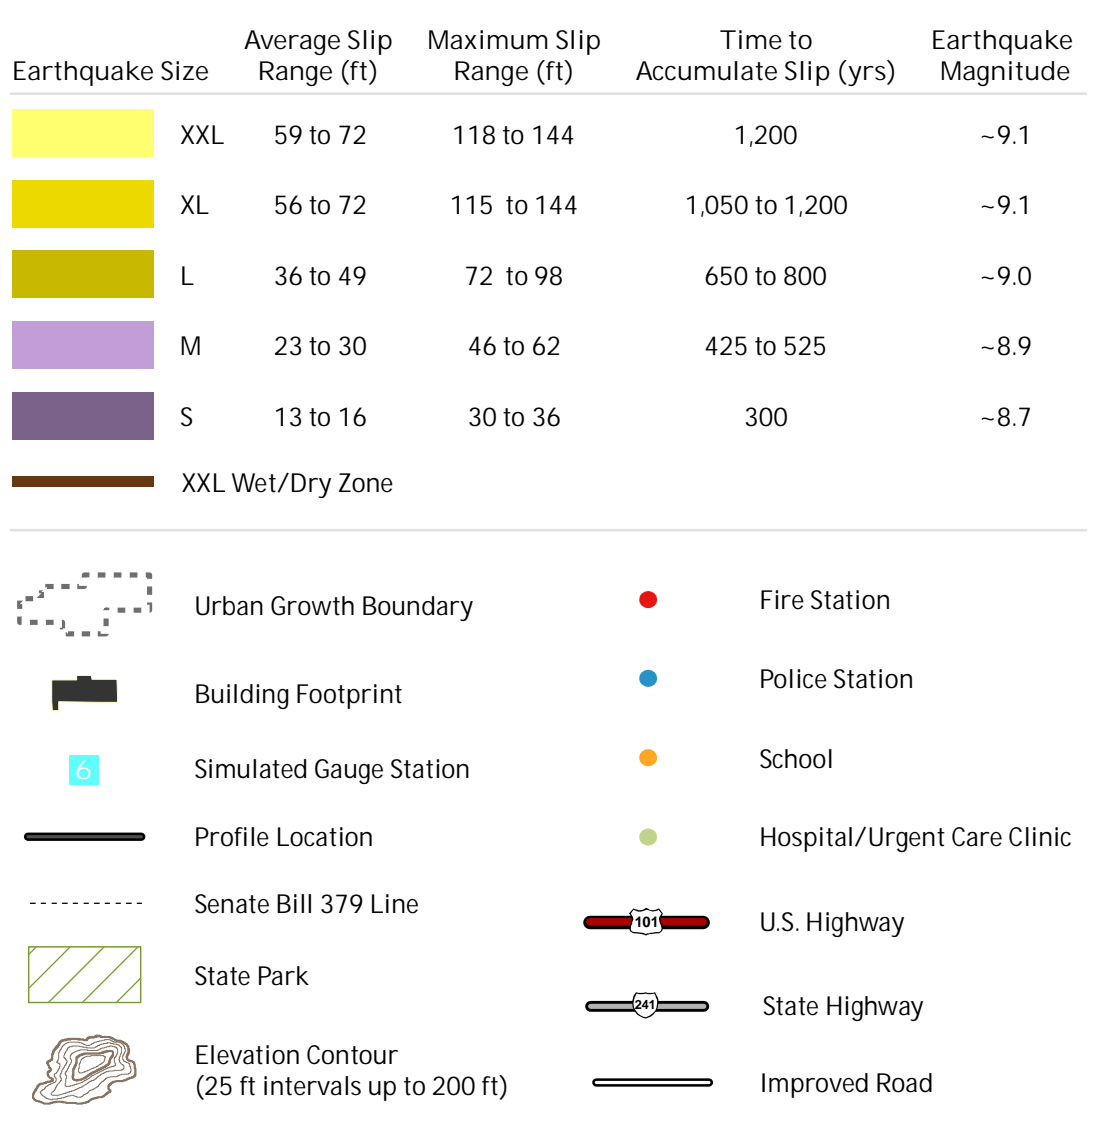 Earthquake Size
Average Slip
Range (ft)
Maximum Slip
Range (ft)
Time to
Accumulate Slip (yrs)
Earthquake
Magnitude
XXL 59 to 72 118 to 144 1,200 ~9.1
XL 56 to 72 115 to 144 1,050 to 1,200 ~9.1
L 36 to 49 72 to 98 650 to 800 ~9.0
M 23 to 30 46 to 62 425 to 525 ~8.9
S 13 to 16 30 to 36 300 ~8.7
XXL Wet/Dry Zone
Urban Growth Boundary
Building Footprint
6 Simulated Gauge Station
Profile Location
Senate Bill 379 Line
State Park
Elevation Contour
(25 ft intervals up to 200 ft)
Fire Station
Police Station
School
Hospital/Urgent Care Clinic
101 U.S. Highway
241 State Highway
Improved Road